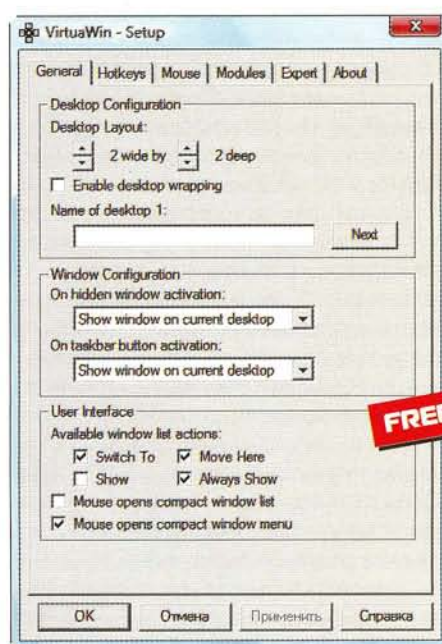 VirtuaWin - Setup
General Hotkeys Mouse Modules Expert About
Desktop Configuration
Desktop Layout:
2 wide by 2 deep
Enable desktop wrapping
Name of desktop 1:
Next
Window Configuration
On hidden window activation:
Show window on current desktop
On taskbar button activation:
Show window on current desktop
User Interface
Available window list actions:
Switch To Move Here
Show Always Show
Mouse opens compact window list
Mouse opens compact window menu
FREE
OK Отмена Применить Справка